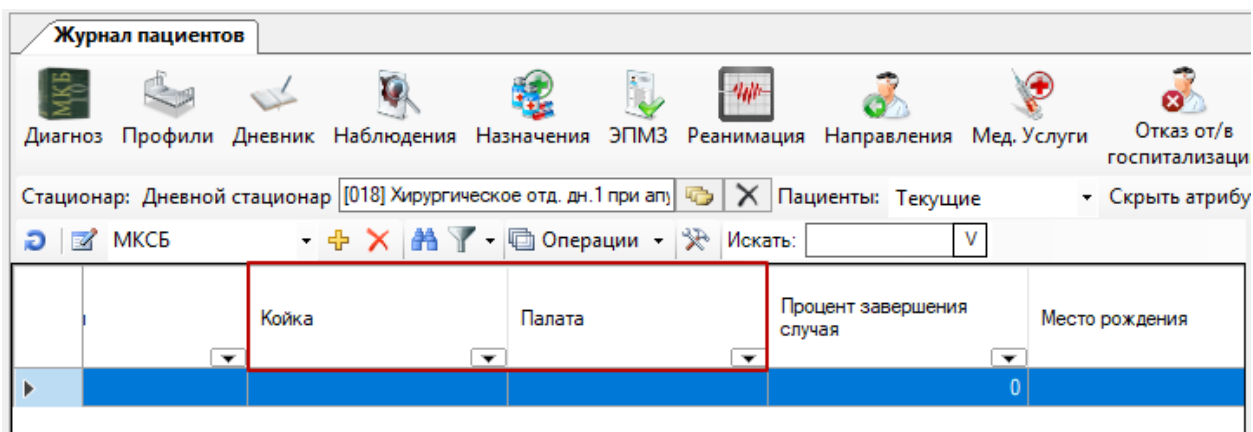 Журнал пациентов
МКБ 10
Диагноз Профили Дневник Наблюдения Назначения ЭПМЗ Реанимация Направления Мед. Услуги Отказ от/в
госпитализаци
Стационар: Дневной стационар [018] Хирургическое отд. дн.1 при апу Пациенты: Текущие Скрыть атрибу
МКСБ Операции Искать: V
Койка Палата Процент завершения
случая Место рождения
0